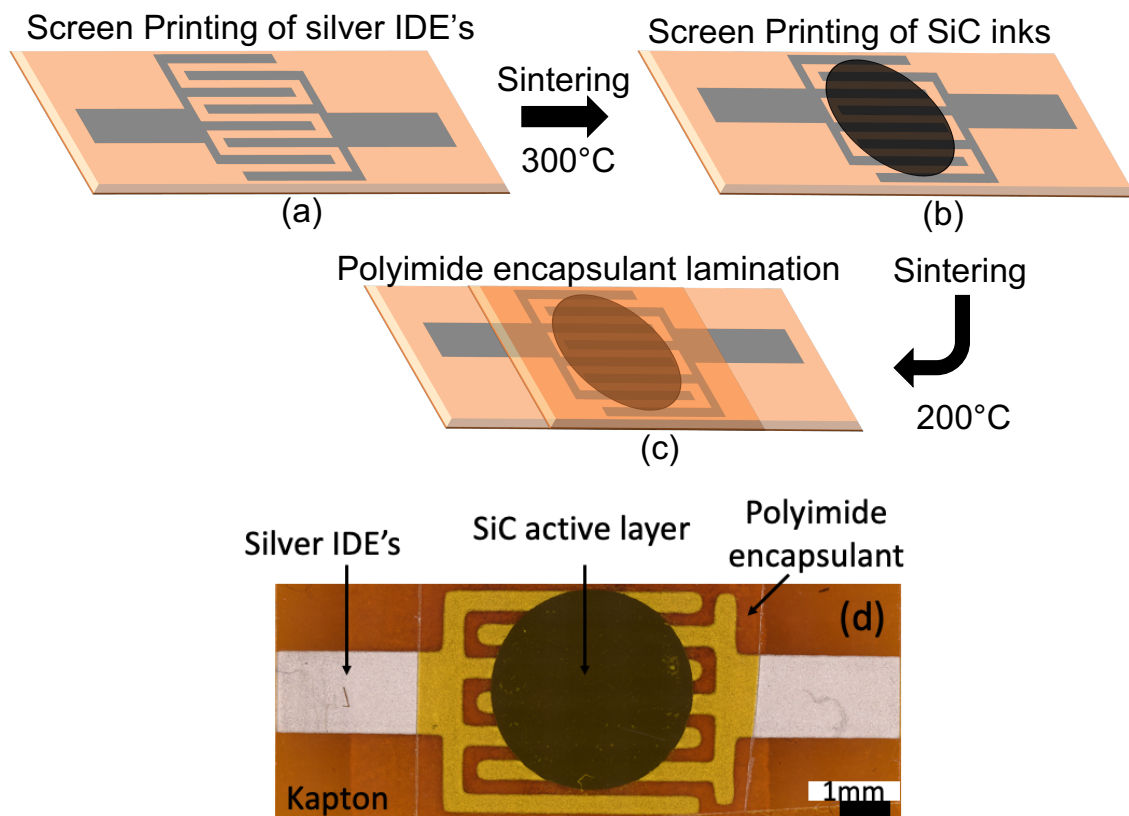 Screen Printing of silver IDE's
Sintering
300°C
(a)
Screen Printing of SiC inks
(b)
Polyimide encapsulant lamination
Sintering
200°C
(c)
Silver IDE's
SiC active layer
Polyimide
encapsulant
(d)
Kapton
1mm